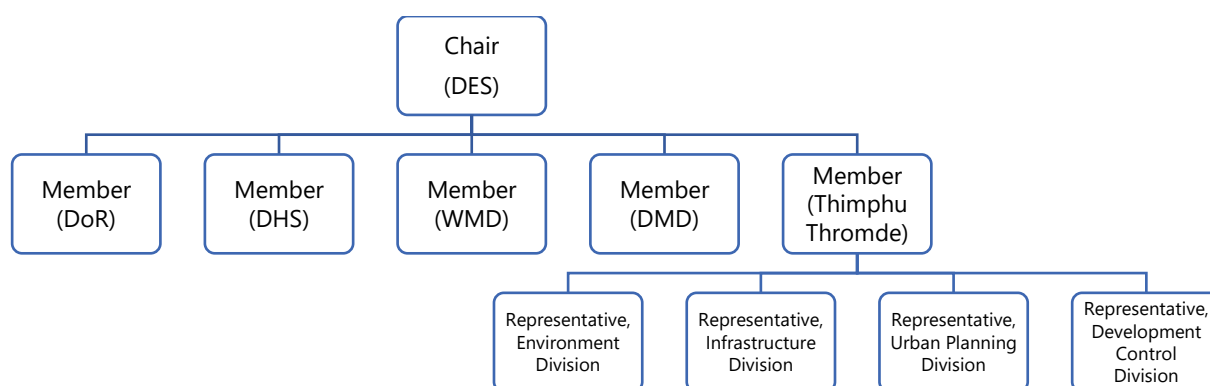 Chair
(DES)
Member
(DoR)
Member
(DHS)
Member
(WMD)
Member
(DMD)
Member
(Thimphu
Thromde)
Representative,
Environment
Division
Representative,
Infrastructure
Division
Representative,
Urban Planning
Division
Representative,
Development
Control
Division